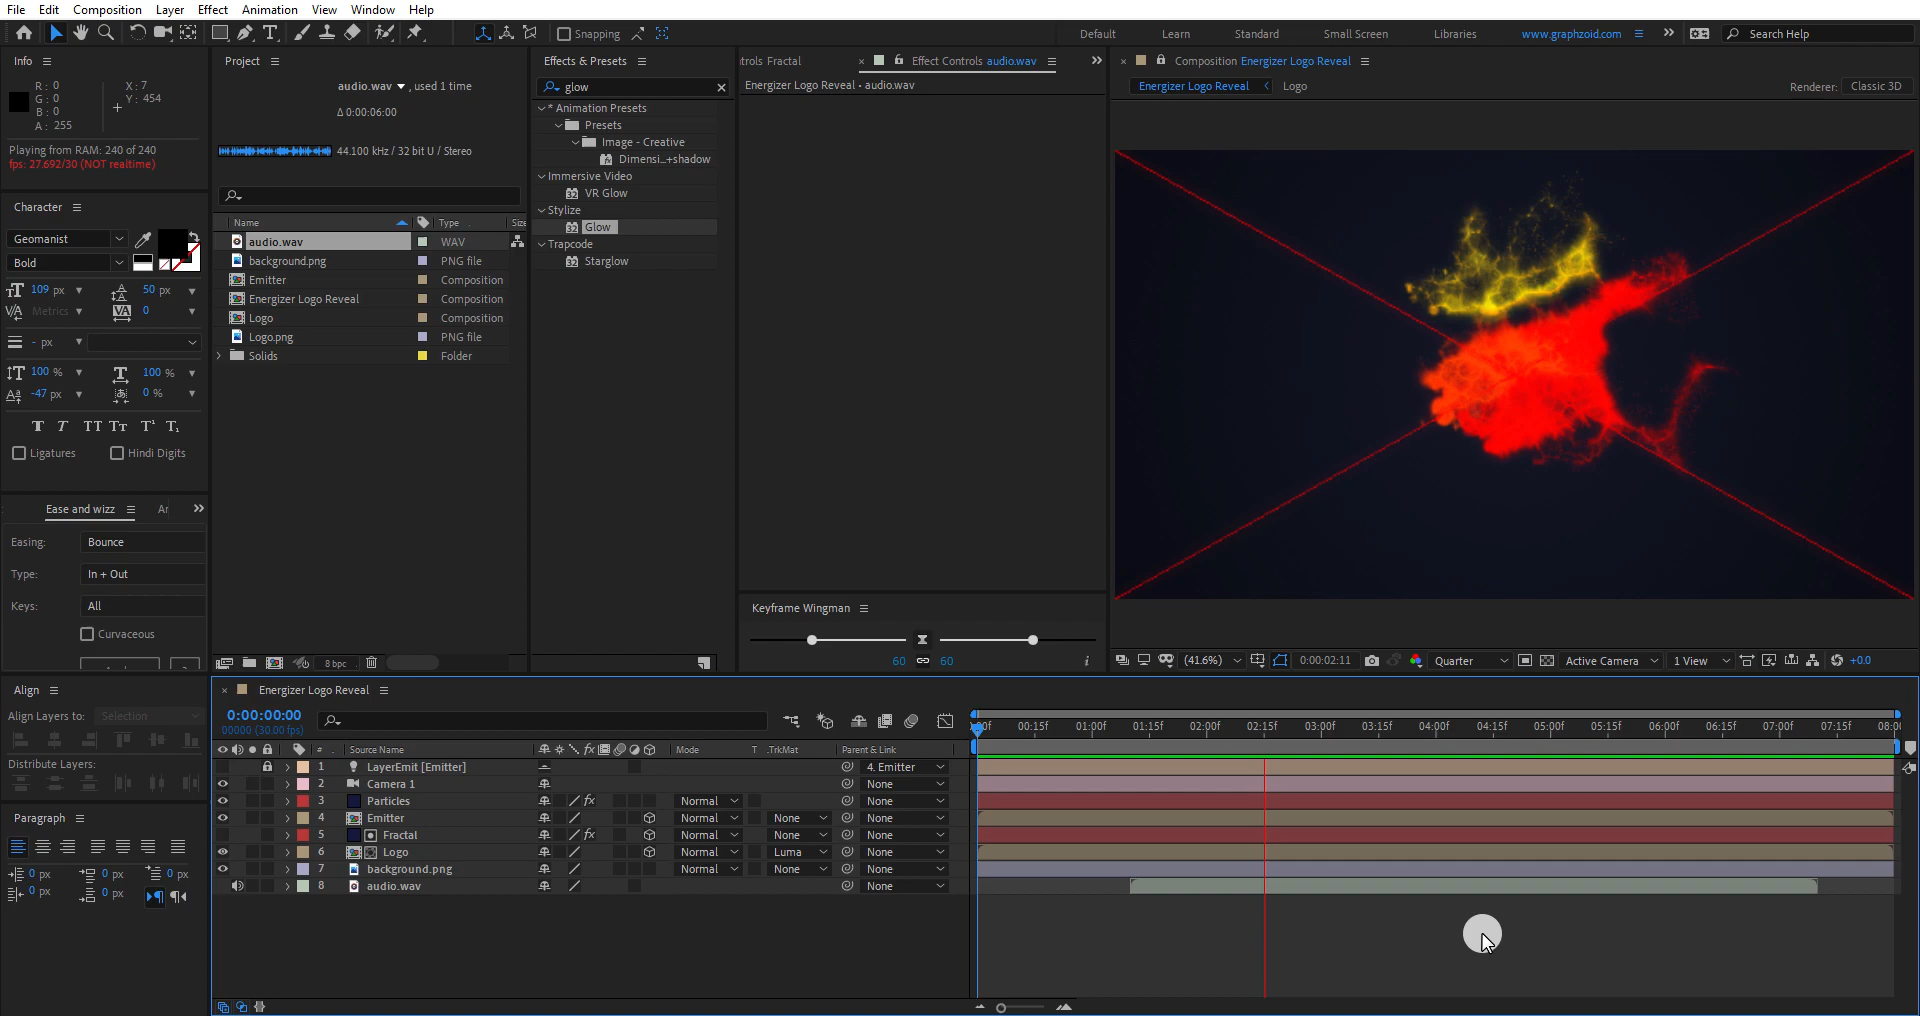 File Edit Composition Layer Effect Animation View Window Help
Snapping
Default Learn Standard Small Screen Libraries www.graphzoid.com Search Help
Info
R: 0
G: 0
B: 0
A: 255
X: 7
Y: 454
Playing from RAM: 240 of 240
fps: 27.692/30 (NOT realtime)
Character
Geomanist
Bold
109 px 50 px
Metrics 0
- px
100 % 100 %
-47 px 0 %
Ligatures Hindi Digits
Ease and wizz Ar
Easing: Bounce
Type: In + Out
Keys: All
Curvaceous
Align
Align Layers to: Selection
Distribute Layers:
Paragraph
0 px 0 px 0 px
0 px 0 px
Project
audio.wav ▼, used 1 time
Δ 0:00:06:00
44.100 kHz / 32 bit U / Stereo
Name Type Size
audio.wav WAV
background.png PNG file
Emitter Composition
Energizer Logo Reveal Composition
Logo Composition
Logo.png PNG file
Solids Folder
8 bpc
Effects & Presets
glow
* Animation Presets
Presets
Image - Creative
Dimensi...+shadow
Immersive Video
VR Glow
Stylize
Glow
Trapcode
Starglow
trols Fractal Effect Controls audio.wav
Energizer Logo Reveal • audio.wav
Keyframe Wingman
60 60
Composition Energizer Logo Reveal
Energizer Logo Reveal Logo
Renderer: Classic 3D
(41.6%) 0:00:02:11 Quarter Active Camera 1 View +0.0
Energizer Logo Reveal
0:00:00:00
00000 (30.00 fps)
:00f 00:15f 01:00f 01:15f 02:00f 02:15f 03:00f 03:15f 04:00f 04:15f 05:00f 05:15f 06:00f 06:15f 07:00f 07:15f 08:00
# Source Name Mode T .TrkMat Parent & Link
1 LayerEmit [Emitter] 4. Emitter
2 Camera 1 None
3 Particles Normal None
4 Emitter Normal None None
5 Fractal Normal None None
6 Logo Normal Luma None
7 background.png Normal None None
8 audio.wav None